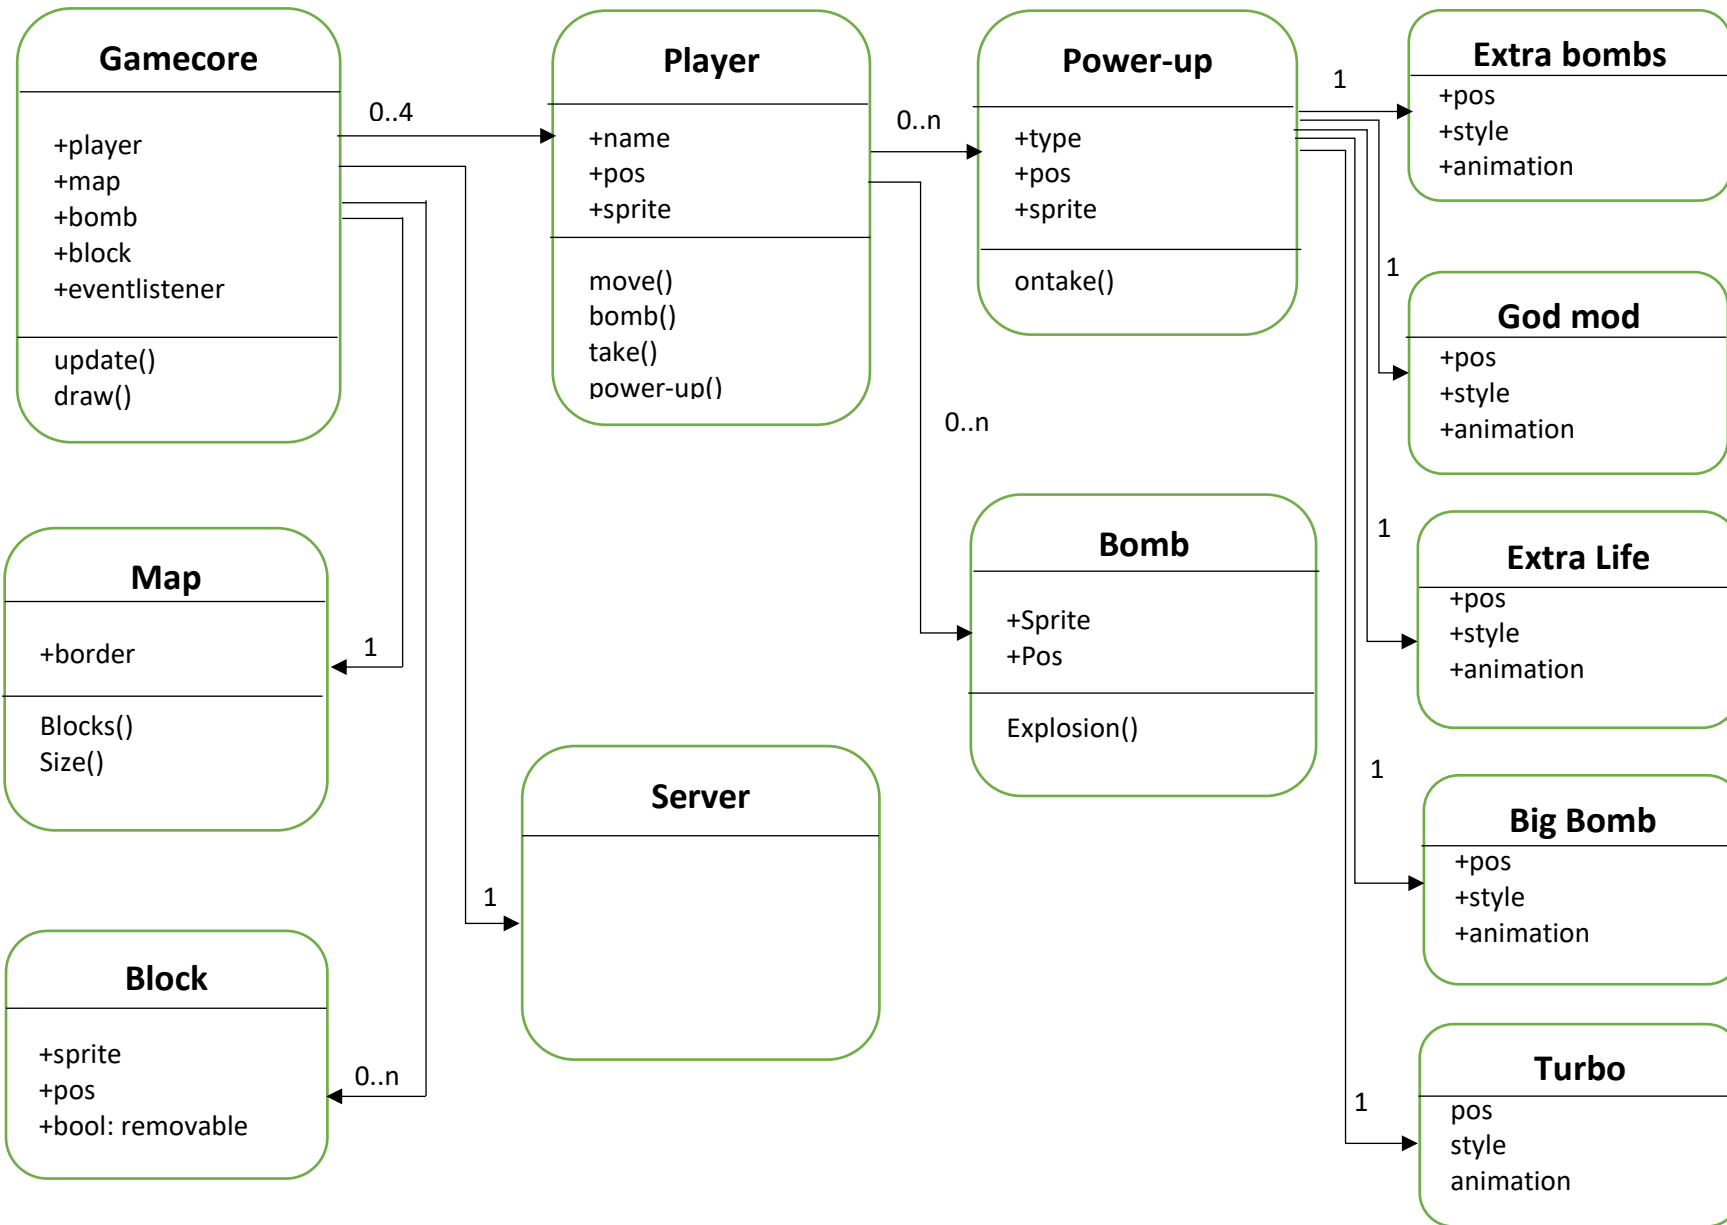 Gamecore
+player
+map
+bomb
+block
+eventlistener
update()
draw()
0..4
Player
+name
+pos
+sprite
move()
bomb()
take()
power-up()
0..n
0..n
Power-up
+type
+pos
+sprite
ontake()
1
Extra bombs
+pos
+style
+animation
1
God mod
+pos
+style
+animation
1
Extra Life
+pos
+style
+animation
1
Big Bomb
+pos
+style
+animation
1
Turbo
pos
style
animation
Bomb
+Sprite
+Pos
Explosion()
Map
+border
Blocks()
Size()
1
Server
1
Block
+sprite
+pos
+bool: removable
0..n